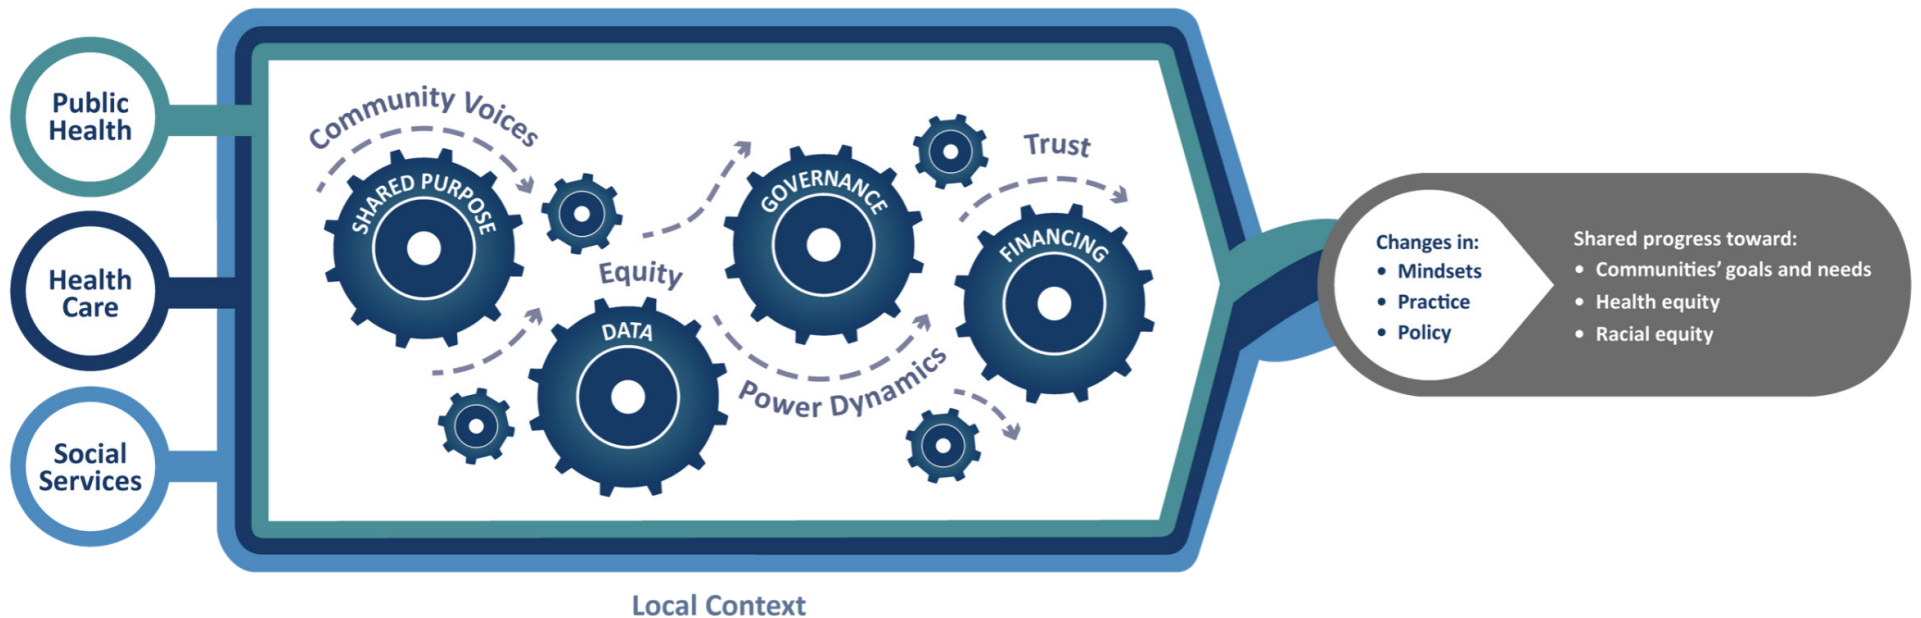 Public
Health
Health
Care
Social
Services
Community Voices
SHARED PURPOSE
Equity
DATA
GOVERNANCE
Power Dynamics
Trust
FINANCING
Local Context
Changes in:
• Mindsets
• Practice
• Policy
Shared progress toward:
• Communities’ goals and needs
• Health equity
• Racial equity